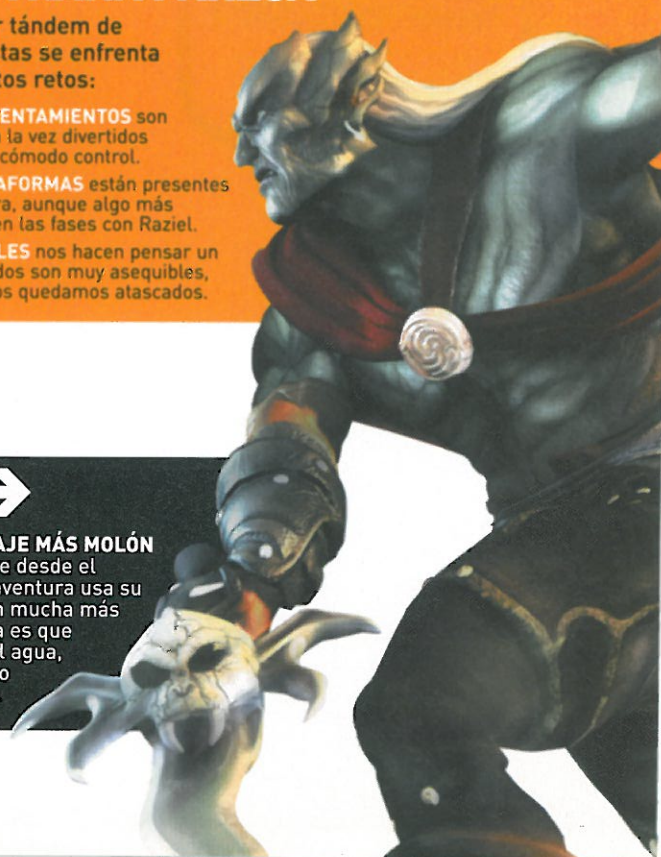 r tándem de
tas se enfrenta
tos retos:
ENTAMIENTOS son
la vez divertidos
cómodo control.
AFORMAS están presentes
a, aunque algo más
en las fases con Raziel.
LES nos hacen pensar un
dos son muy asequibles,
os quedamos atascados.
AJE MÁS MOLÓN
e desde el
aventura usa su
n mucha más
a es que
l agua,
o